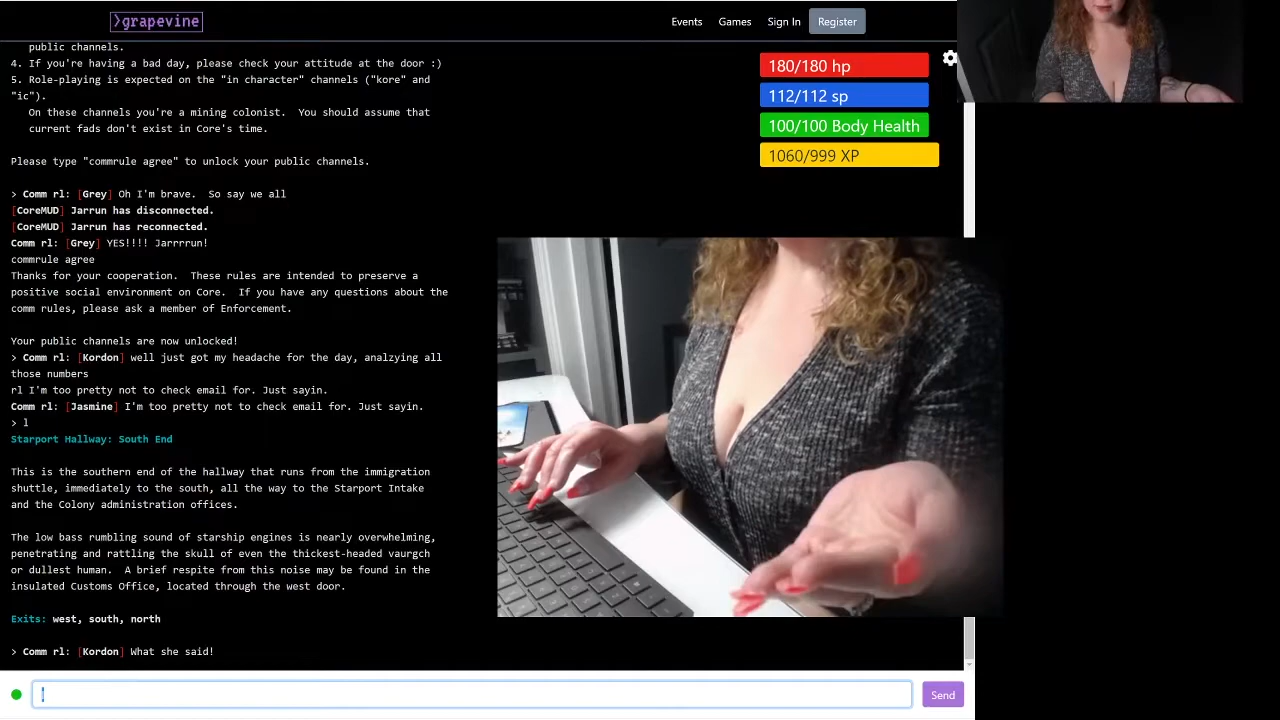 >grapevine
Events Games Sign In Register
public channels.
4. If you're having a bad day, please check your attitude at the door :)
5. Role-playing is expected on the "in character" channels ("kore" and
"ic").
On these channels you're a mining colonist. You should assume that
current fads don't exist in Core's time.
Please type "commrule agree" to unlock your public channels.
> Comm rl: [Grey] Oh I'm brave. So say we all
[CoreMUD] Jarrun has disconnected.
[CoreMUD] Jarrun has reconnected.
Comm rl: [Grey] YES!!!! Jarrrrun!
commrule agree
Thanks for your cooperation. These rules are intended to preserve a
positive social environment on Core. If you have any questions about the
comm rules, please ask a member of Enforcement.
Your public channels are now unlocked!
> Comm rl: [Kordon] well just got my headache for the day, analzying all
those numbers
rl I'm too pretty not to check email for. Just sayin.
Comm rl: [Jasmine] I'm too pretty not to check email for. Just sayin.
> l
Starport Hallway: South End
This is the southern end of the hallway that runs from the immigration
shuttle, immediately to the south, all the way to the Starport Intake
and the Colony administration offices.
The low bass rumbling sound of starship engines is nearly overwhelming,
penetrating and rattling the skull of even the thickest-headed vaurgch
or dullest human. A brief respite from this noise may be found in the
insulated Customs Office, located through the west door.
Exits: west, south, north
> Comm rl: [Kordon] What she said!
180/180 hp
112/112 sp
100/100 Body Health
1060/999 XP
l
Send